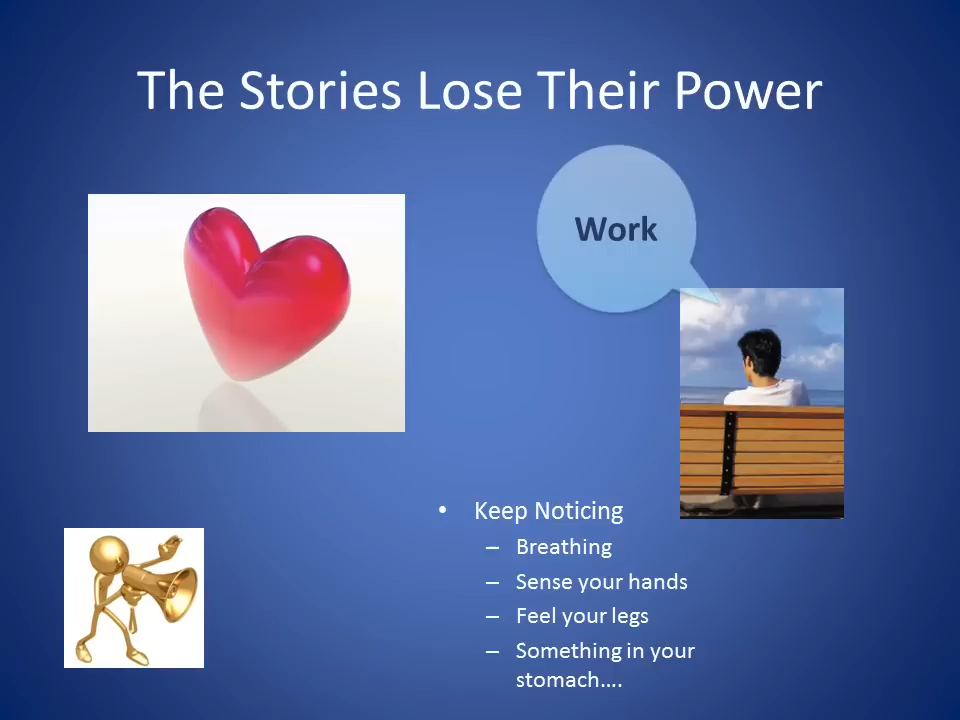 The Stories Lose Their Power
Work
• Keep Noticing
– Breathing
– Sense your hands
– Feel your legs
– Something in your
stomach….